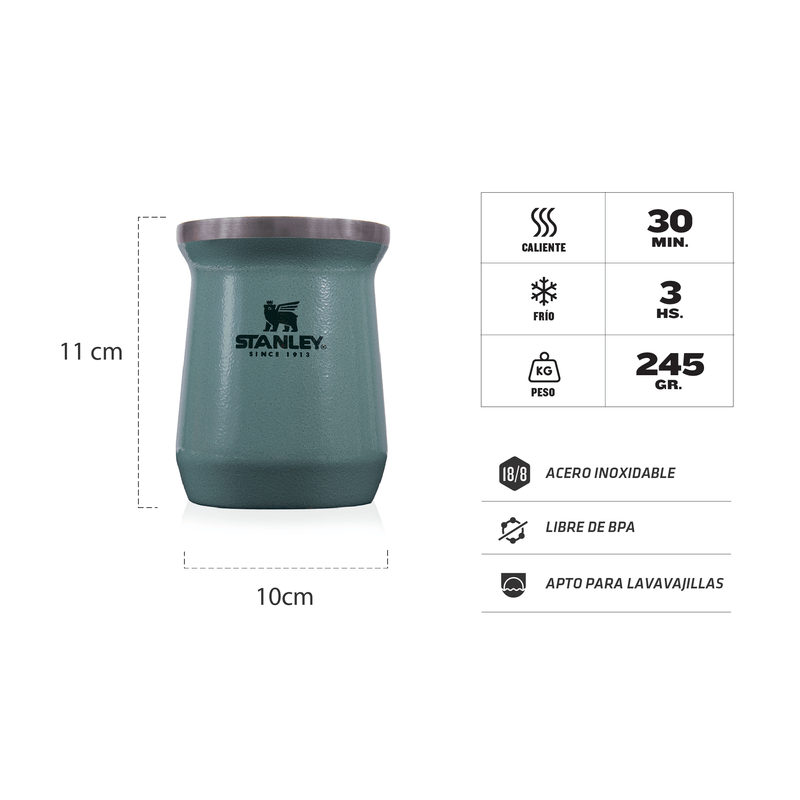 11 cm
STANLEY
SINCE 1913
10cm
CALIENTE
30
MIN.
FRÍO
3
HS.
KG
PESO
245
GR.
18/8
ACERO INOXIDABLE
LIBRE DE BPA
APTO PARA LAVAVAJILLAS